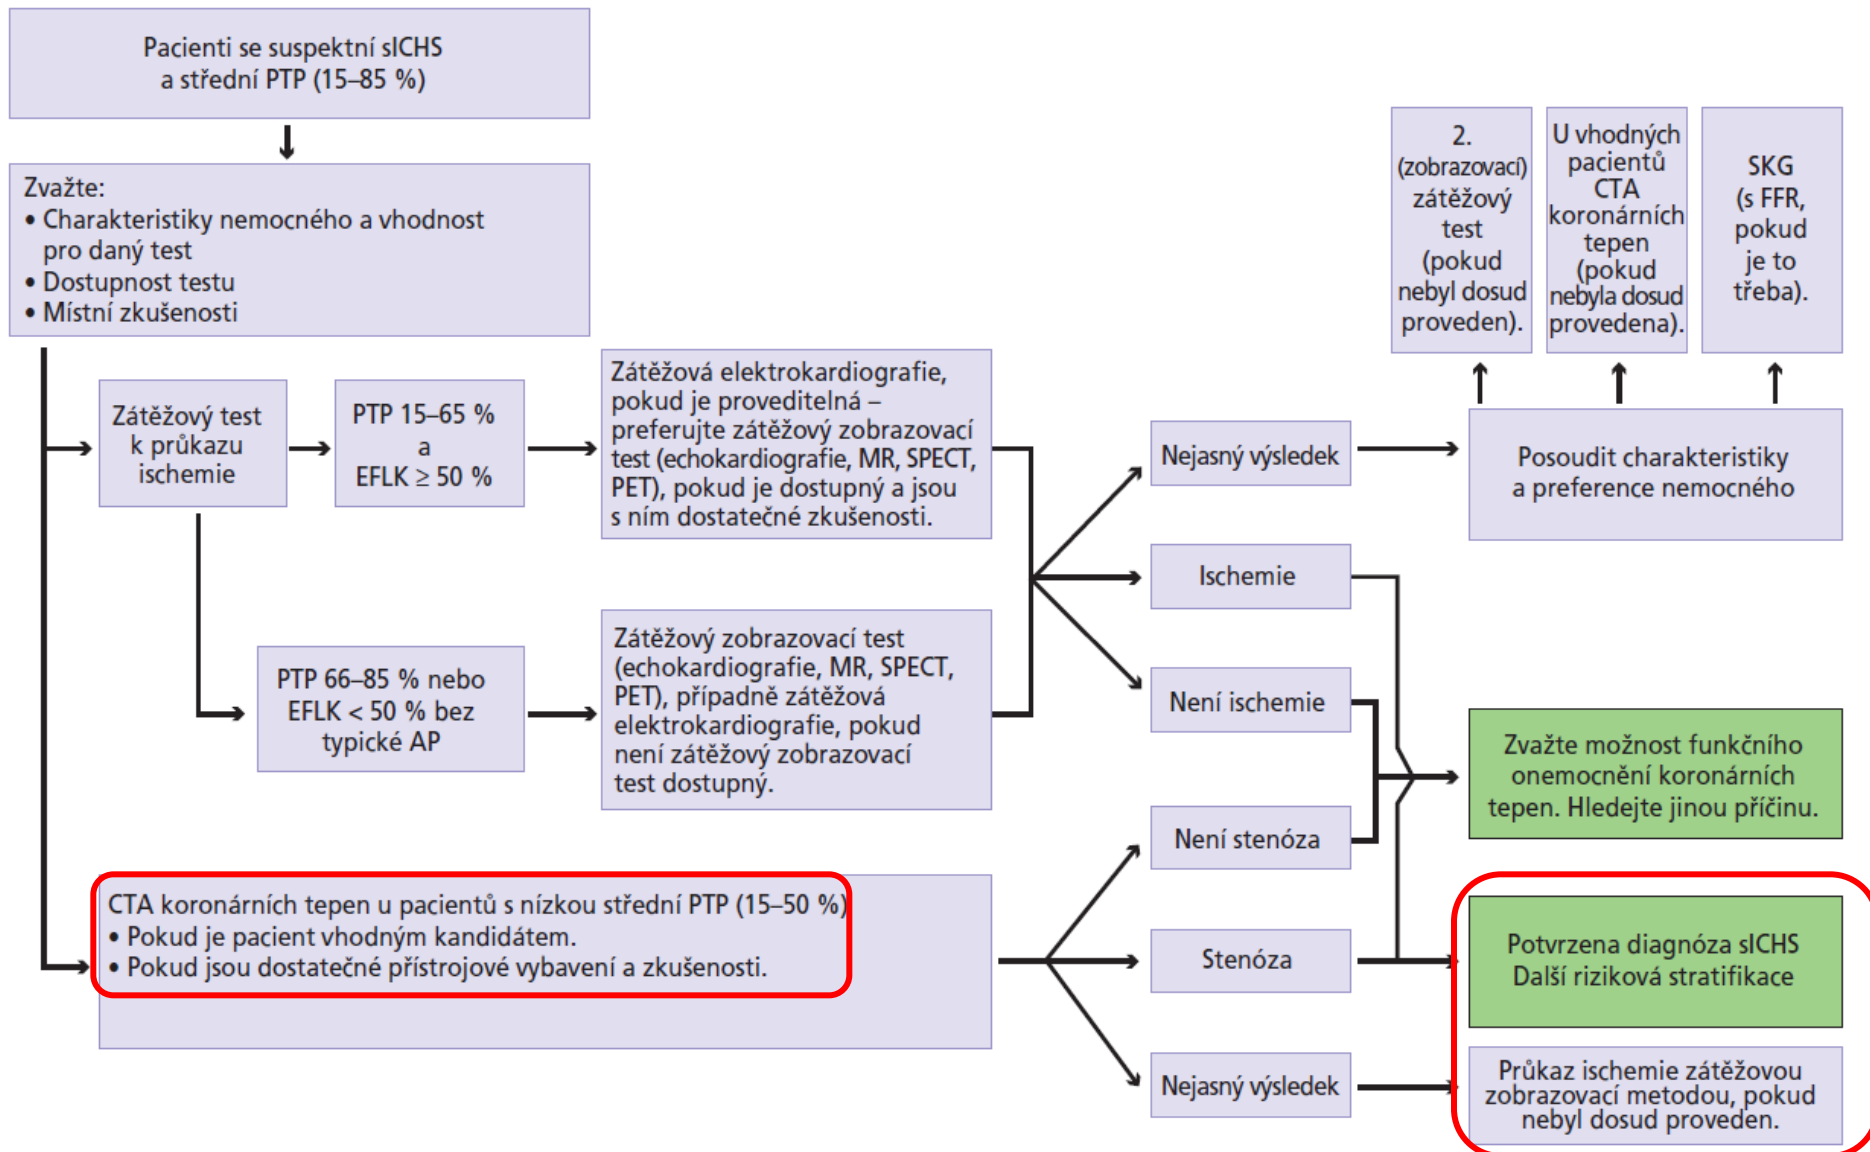 Pacienti se suspektní sICHS
a střední PTP (15–85 %)
Zvažte:
• Charakteristiky nemocného a vhodnost
pro daný test
• Dostupnost testu
• Místní zkušenosti
2.
(zobrazovací)
zátěžový
test
(pokud
nebyl dosud
proveden).
U vhodných
pacientů
CTA
koronárních
tepen
(pokud
nebyla dosud
provedena).
SKG
(s FFR,
pokud
je to
třeba).
Zátěžový test
k průkazu
ischemie
PTP 15–65 %
a
EFLK ≥ 50 %
Zátěžová elektrokardiografie,
pokud je proveditelná –
preferujte zátěžový zobrazovací
test (echokardiografie, MR, SPECT,
PET), pokud je dostupný a jsou
s ním dostatečné zkušenosti.
Nejasný výsledek
Posoudit charakteristiky
a preference nemocného
Ischemie
PTP 66–85 % nebo
EFLK < 50 % bez
typické AP
Zátěžový zobrazovací test
(echokardiografie, MR, SPECT,
PET), případně zátěžová
elektrokardiografie, pokud
není zátěžový zobrazovací
test dostupný.
Není ischemie
Zvažte možnost funkčního
onemocnění koronárních
tepen. Hledejte jinou příčinu.
Není stenóza
CTA koronárních tepen u pacientů s nízkou střední PTP (15–50 %)
• Pokud je pacient vhodným kandidátem.
• Pokud jsou dostatečné přístrojové vybavení a zkušenosti.
Stenóza
Potvrzena diagnóza sICHS
Další riziková stratifikace
Nejasný výsledek
Průkaz ischemie zátěžovou
zobrazovací metodou, pokud
nebyl dosud proveden.